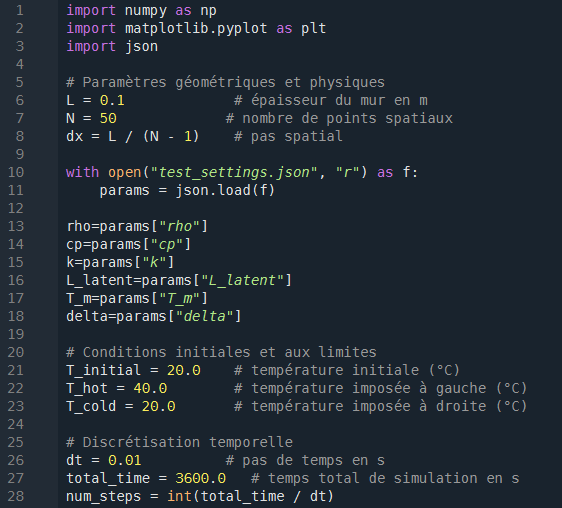 1 import numpy as np
2 import matplotlib.pyplot as plt
3 import json
4
5 # Paramètres géométriques et physiques
6 L = 0.1             # épaisseur du mur en m
7 N = 50             # nombre de points spatiaux
8 dx = L / (N - 1)    # pas spatial
9
10 with open("test_settings.json", "r") as f:
11     params = json.load(f)
12
13 rho=params["rho"]
14 cp=params["cp"]
15 k=params["k"]
16 L_latent=params["L_latent"]
17 T_m=params["T_m"]
18 delta=params["delta"]
19
20 # Conditions initiales et aux limites
21 T_initial = 20.0    # température initiale (°C)
22 T_hot = 40.0        # température imposée à gauche (°C)
23 T_cold = 20.0       # température imposée à droite (°C)
24
25 # Discrétisation temporelle
26 dt = 0.01          # pas de temps en s
27 total_time = 3600.0   # temps total de simulation en s
28 num_steps = int(total_time / dt)